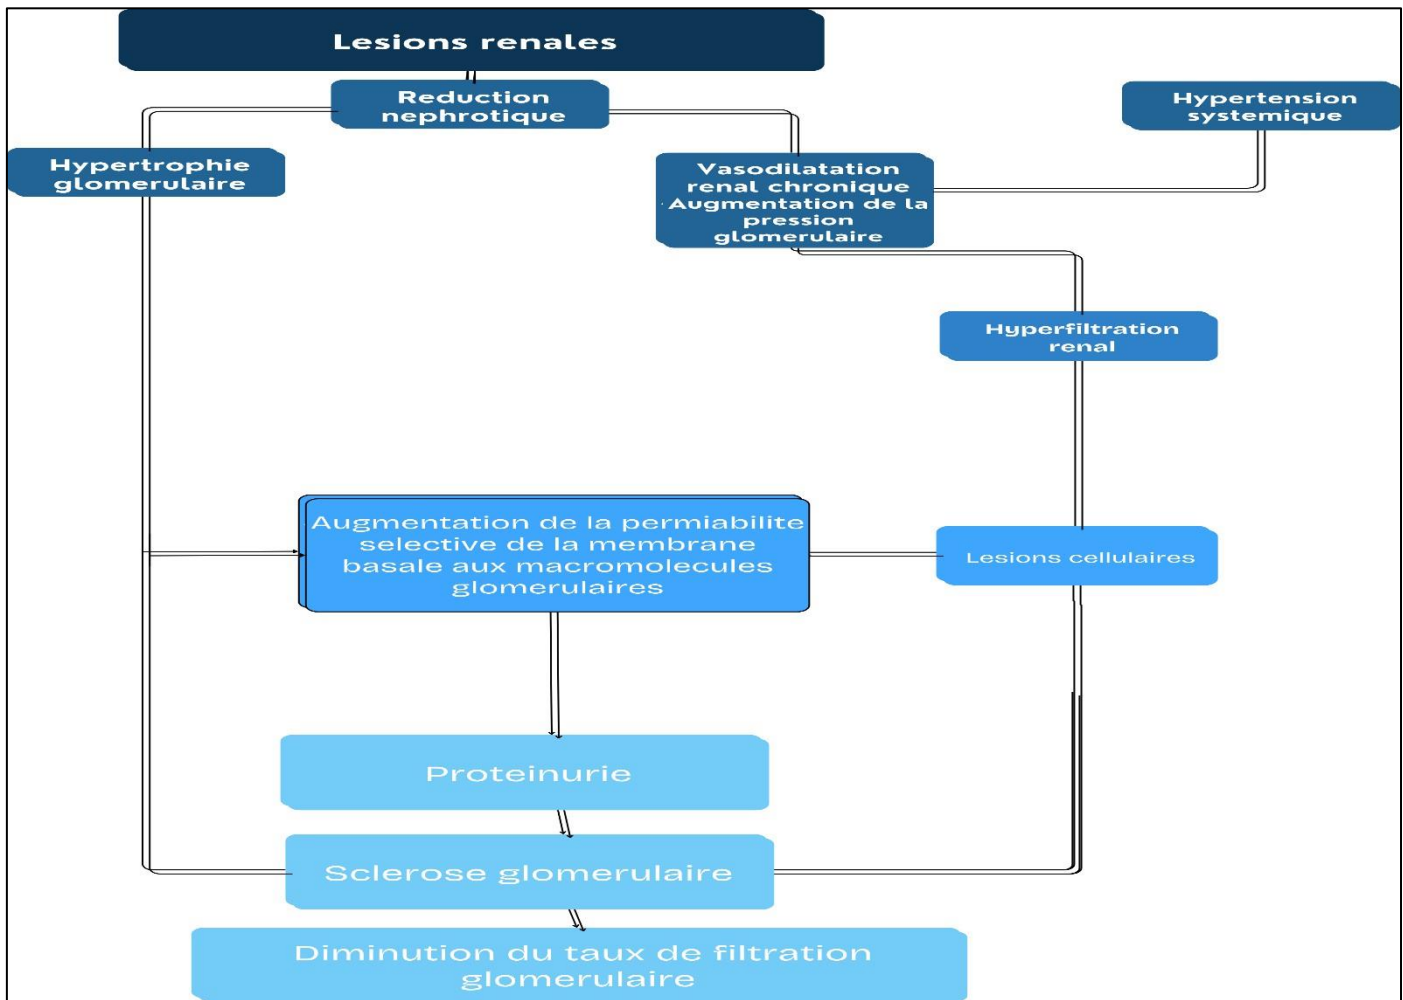 Lesions renales
Reduction
nephrotique
Hypertension
systemique
Hypertrophie
glomerulaire
Vasodilatation
renal chronique
Augmentation de la
pression
glomerulaire
Hyperfiltration
renal
Augmentation de la permiabilite
selective de la membrane
basale aux macromolecules
glomerulaires
Lesions cellulaires
Proteinurie
Sclerose glomerulaire
Diminution du taux de filtration
glomerulaire